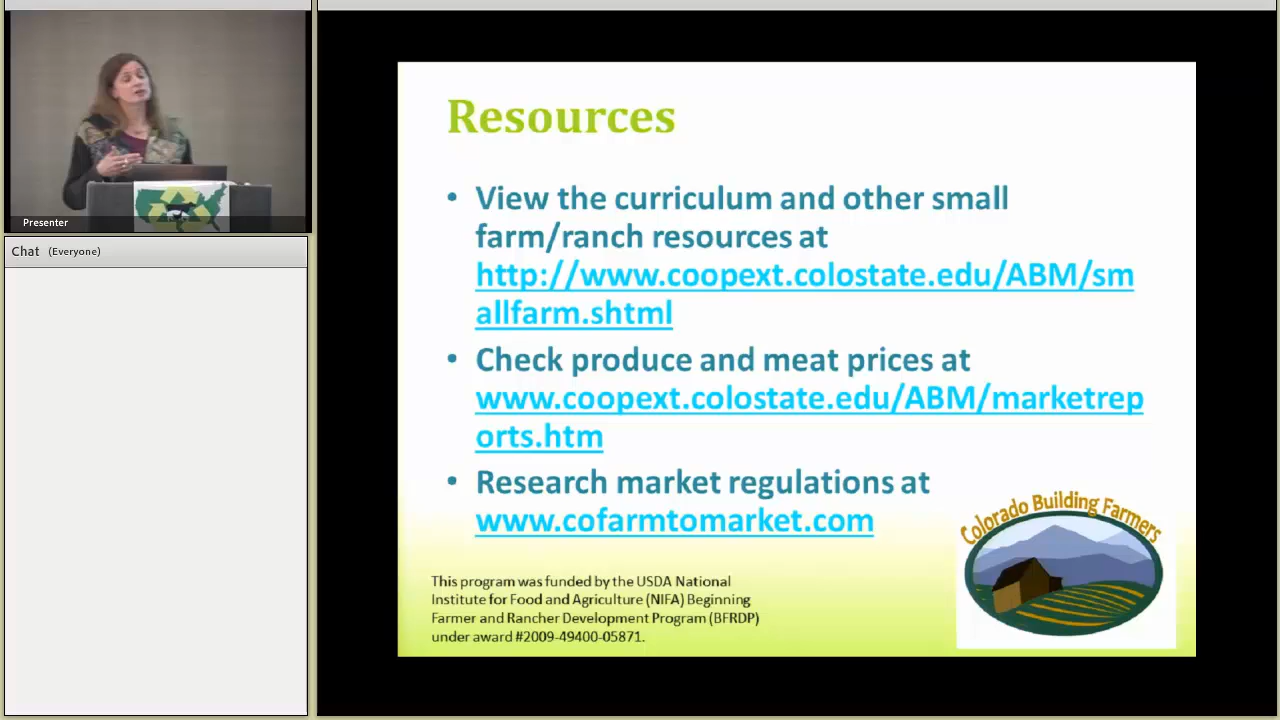 Presenter
Chat (Everyone)
Resources
• View the curriculum and other small
farm/ranch resources at
http://www.coopext.colostate.edu/ABM/sm
allfarm.shtml
• Check produce and meat prices at
www.coopext.colostate.edu/ABM/marketrep
orts.htm
• Research market regulations at
www.cofarmtomarket.com
This program was funded by the USDA National
Institute for Food and Agriculture (NIFA) Beginning
Farmer and Rancher Development Program (BFRDP)
under award #2009-49400-05871.
Colorado Building Farmers